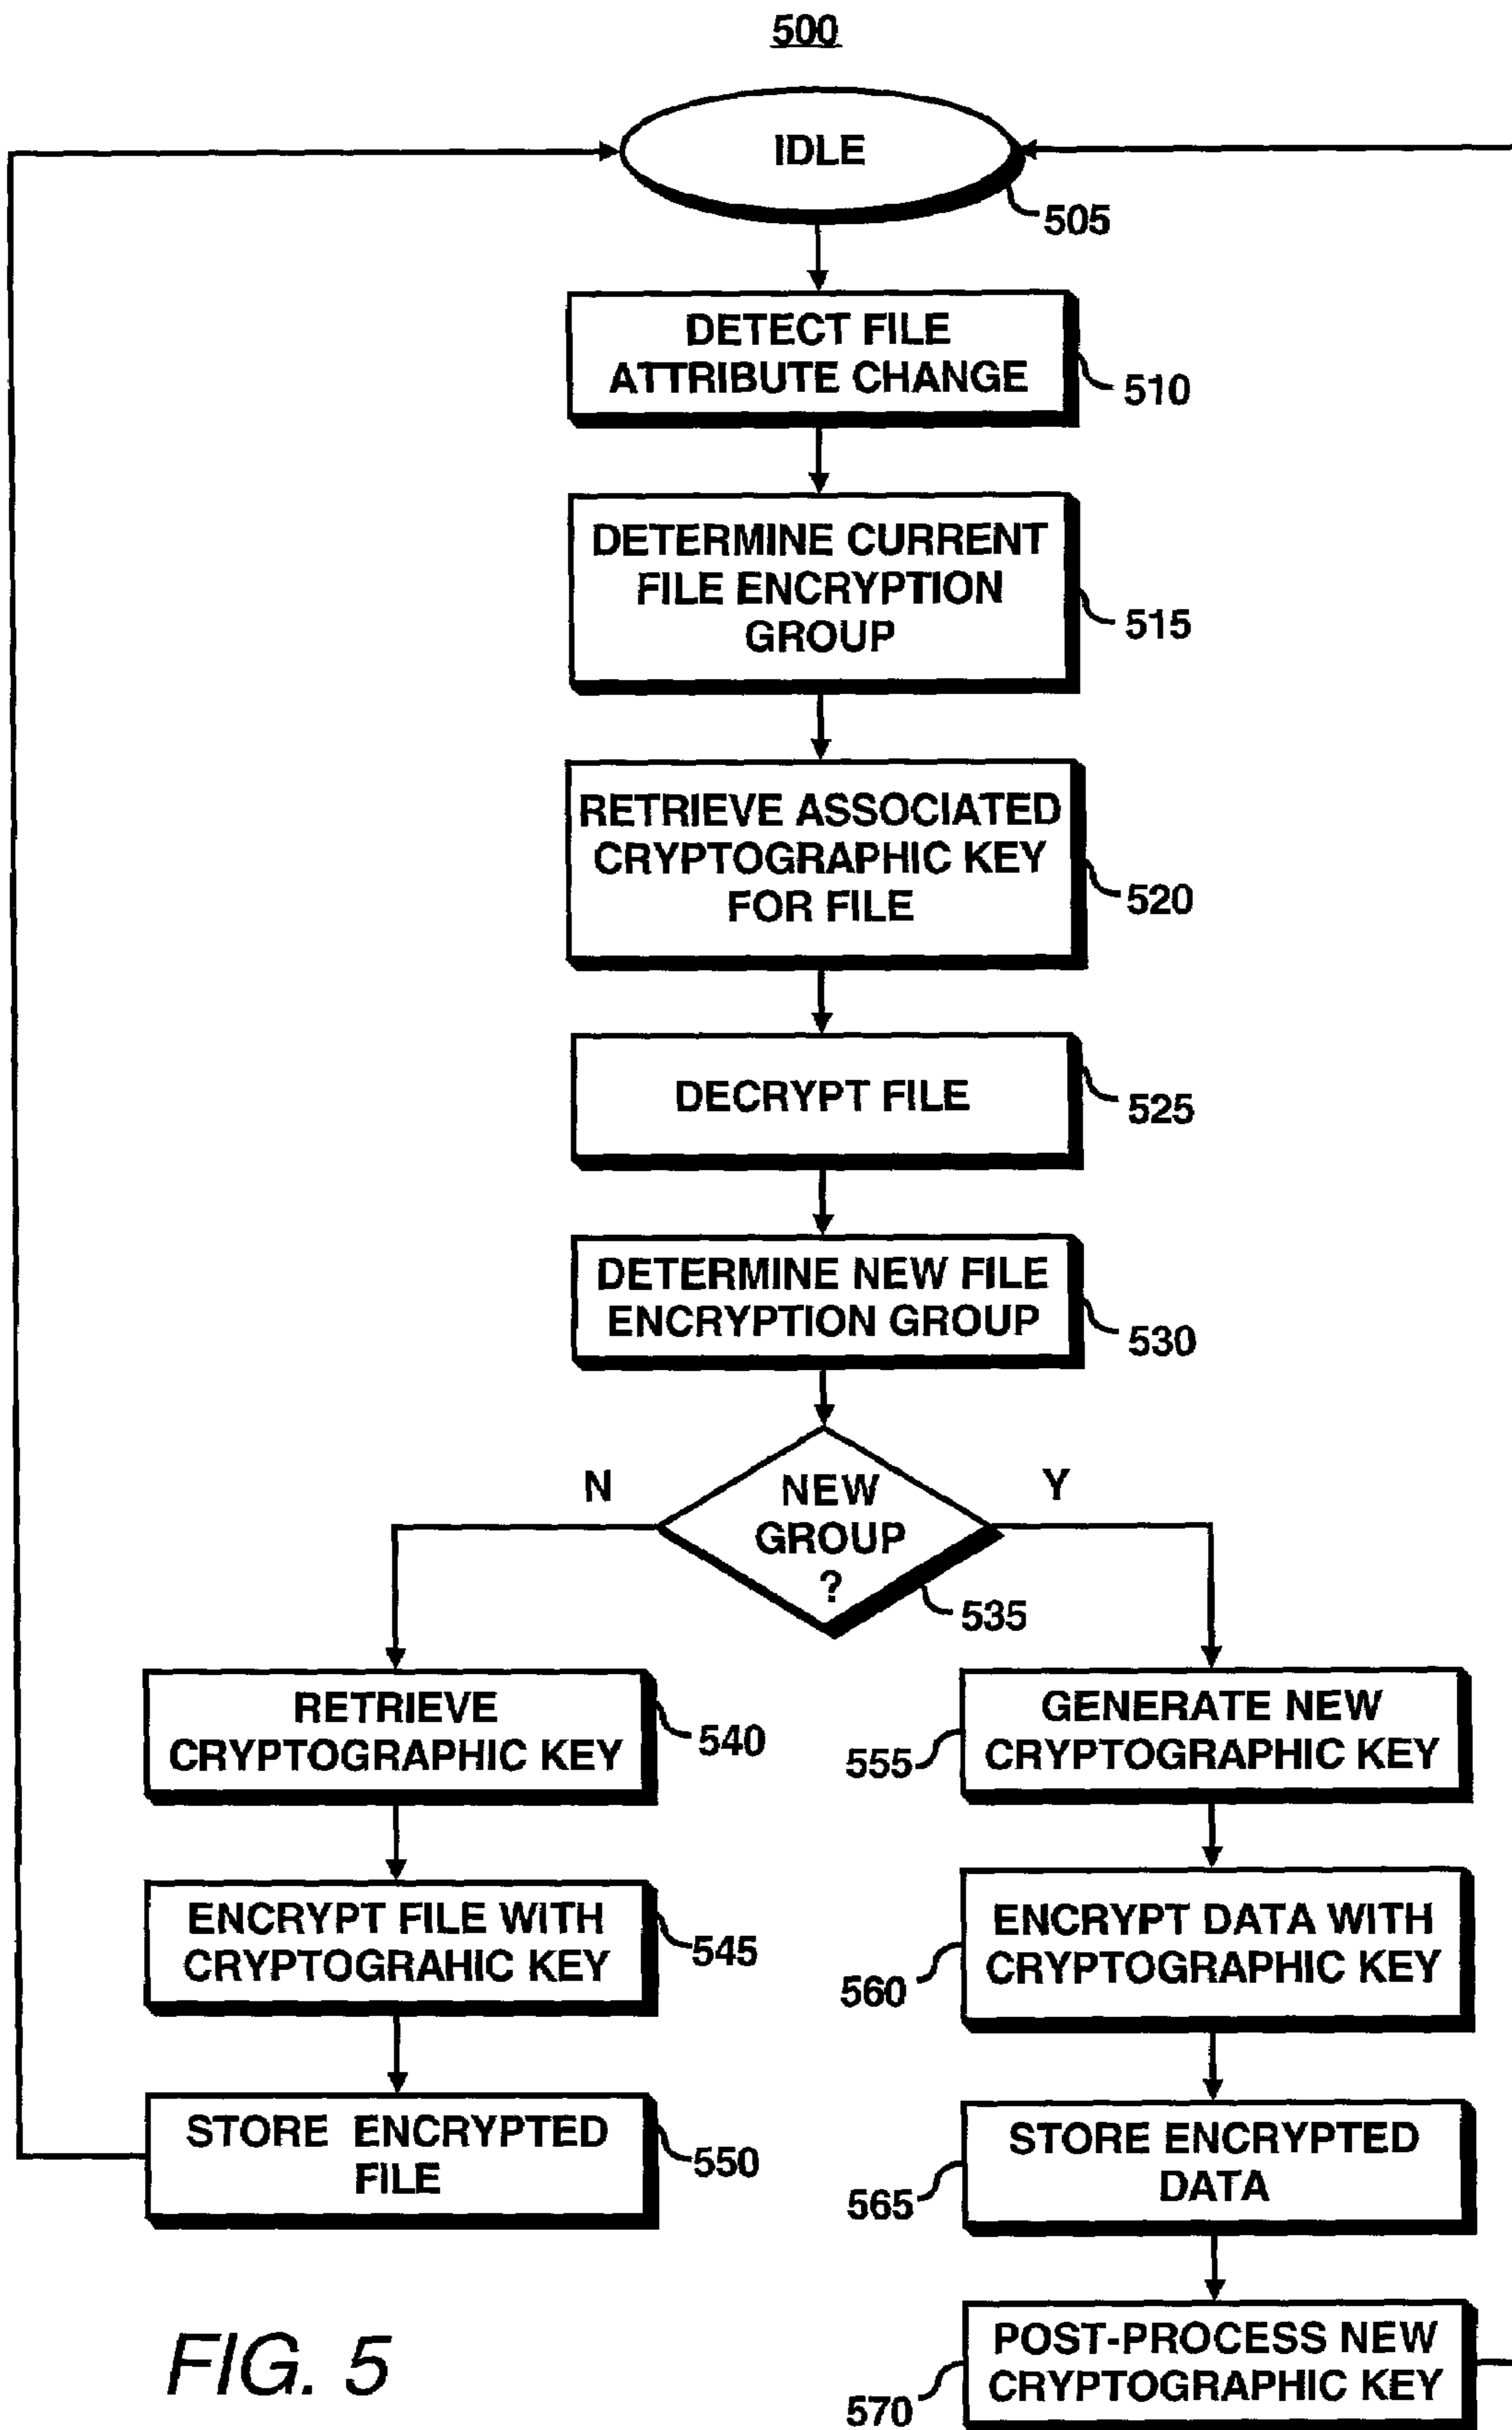 500
IDLE
505
DETECT FILE
ATTRIBUTE CHANGE
510
DETERMINE CURRENT
FILE ENCRYPTION
GROUP
515
RETRIEVE ASSOCIATED
CRYPTOGRAPHIC KEY
FOR FILE
520
DECRYPT FILE
525
DETERMINE NEW FILE
ENCRYPTION GROUP
530
N
NEW
GROUP
?
Y
535
RETRIEVE
CRYPTOGRAPHIC KEY
540
ENCRYPT FILE WITH
CRYPTOGRAHIC KEY
545
STORE ENCRYPTED
FILE
550
GENERATE NEW
CRYPTOGRAPHIC KEY
555
ENCRYPT DATA WITH
CRYPTOGRAPHIC KEY
560
STORE ENCRYPTED
DATA
565
POST-PROCESS NEW
CRYPTOGRAPHIC KEY
570
FIG. 5